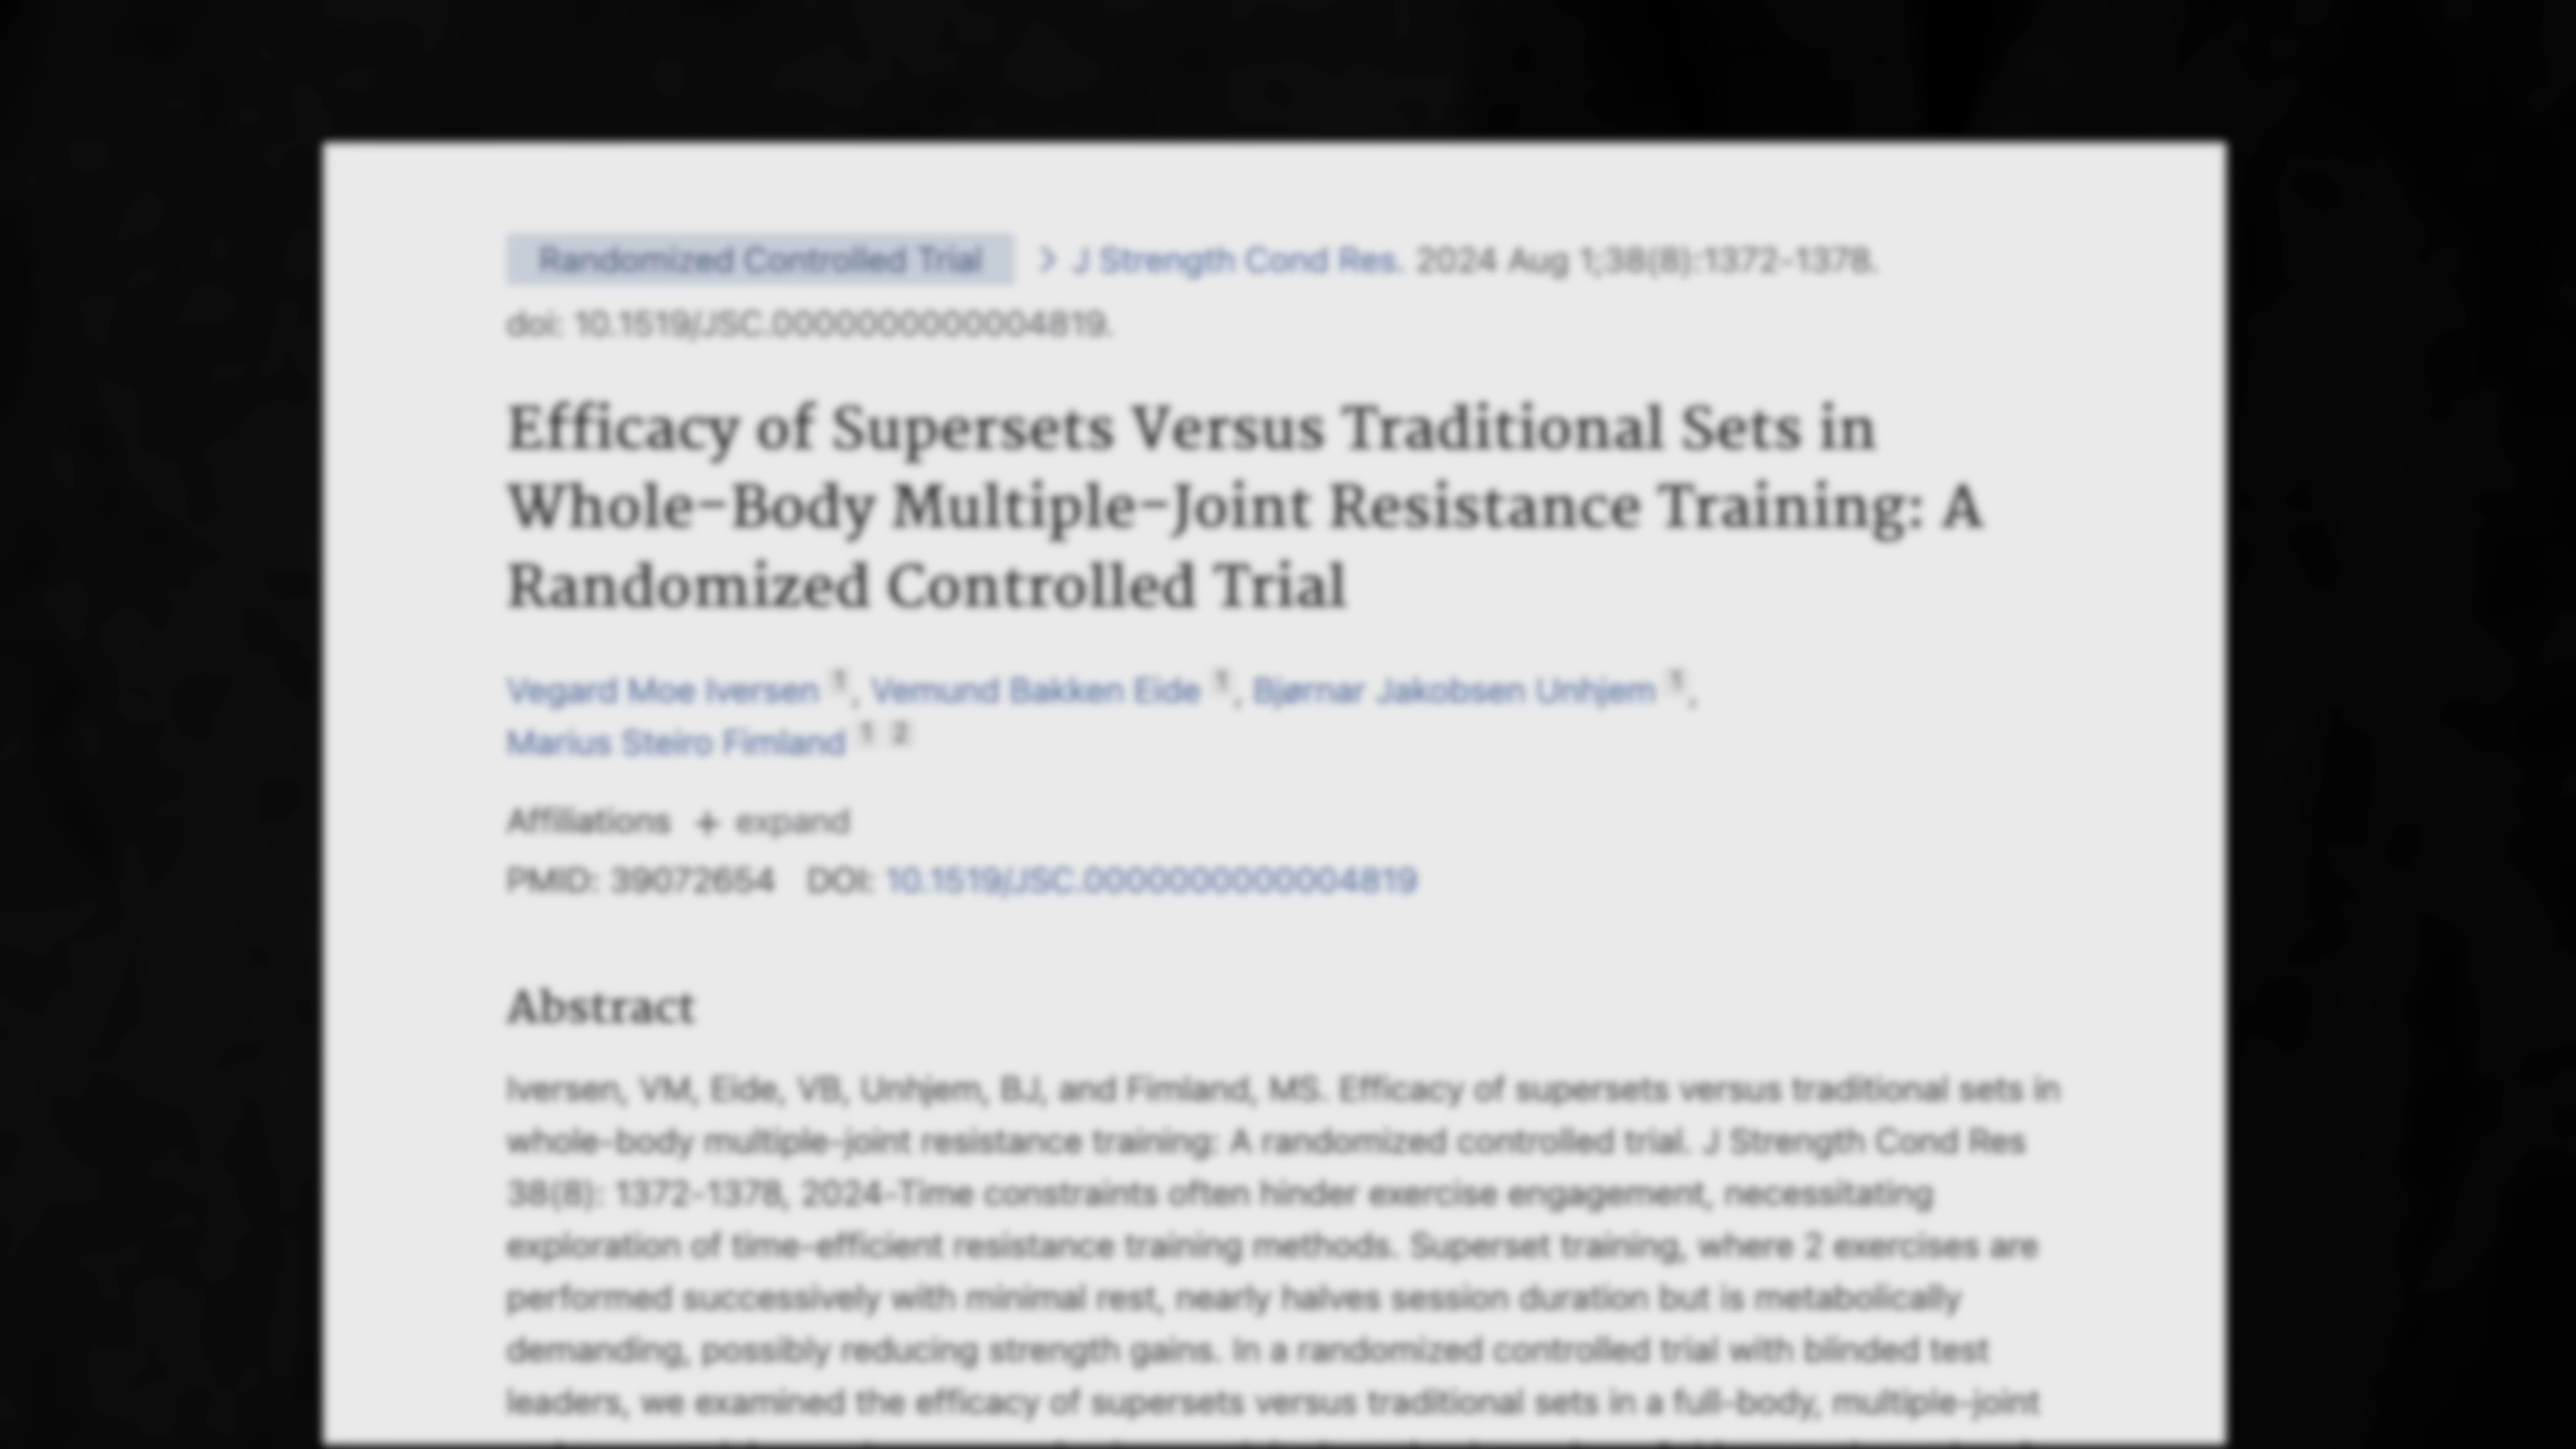 Randomized Controlled Trial > J Strength Cond Res. 2024 Aug 1;38(8):1372-1378.
doi: 10.1519/JSC.0000000000004819.
Efficacy of Supersets Versus Traditional Sets in
Whole-Body Multiple-Joint Resistance Training: A
Randomized Controlled Trial
Vegard Moe Iversen 1, Vemund Bakken Eide 1, Bjørnar Jakobsen Unhjem 1,
Marius Steiro Fimland 1 2
Affiliations + expand
PMID: 39072654 DOI: 10.1519/JSC.0000000000004819
Abstract
Iversen, VM, Eide, VB, Unhjem, BJ, and Fimland, MS. Efficacy of supersets versus traditional sets in
whole-body multiple-joint resistance training: A randomized controlled trial. J Strength Cond Res
38(8): 1372-1378, 2024-Time constraints often hinder exercise engagement, necessitating
exploration of time-efficient resistance training methods. Superset training, where 2 exercises are
performed successively with minimal rest, nearly halves session duration but is metabolically
demanding, possibly reducing strength gains. In a randomized controlled trial with blinded test
leaders, we examined the efficacy of supersets versus traditional sets in a full-body, multiple-joint